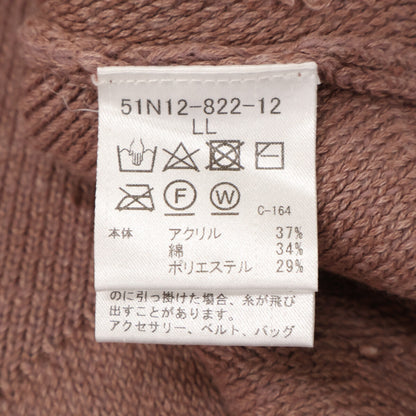 51N12-822-12
LL
F W
C-164
本体 アクリル 37%
綿 34%
ポリエステル 29%
のに引っ掛けた場合、糸が飛び
出すことがあります。
アクセサリー、ベルト、バッグ